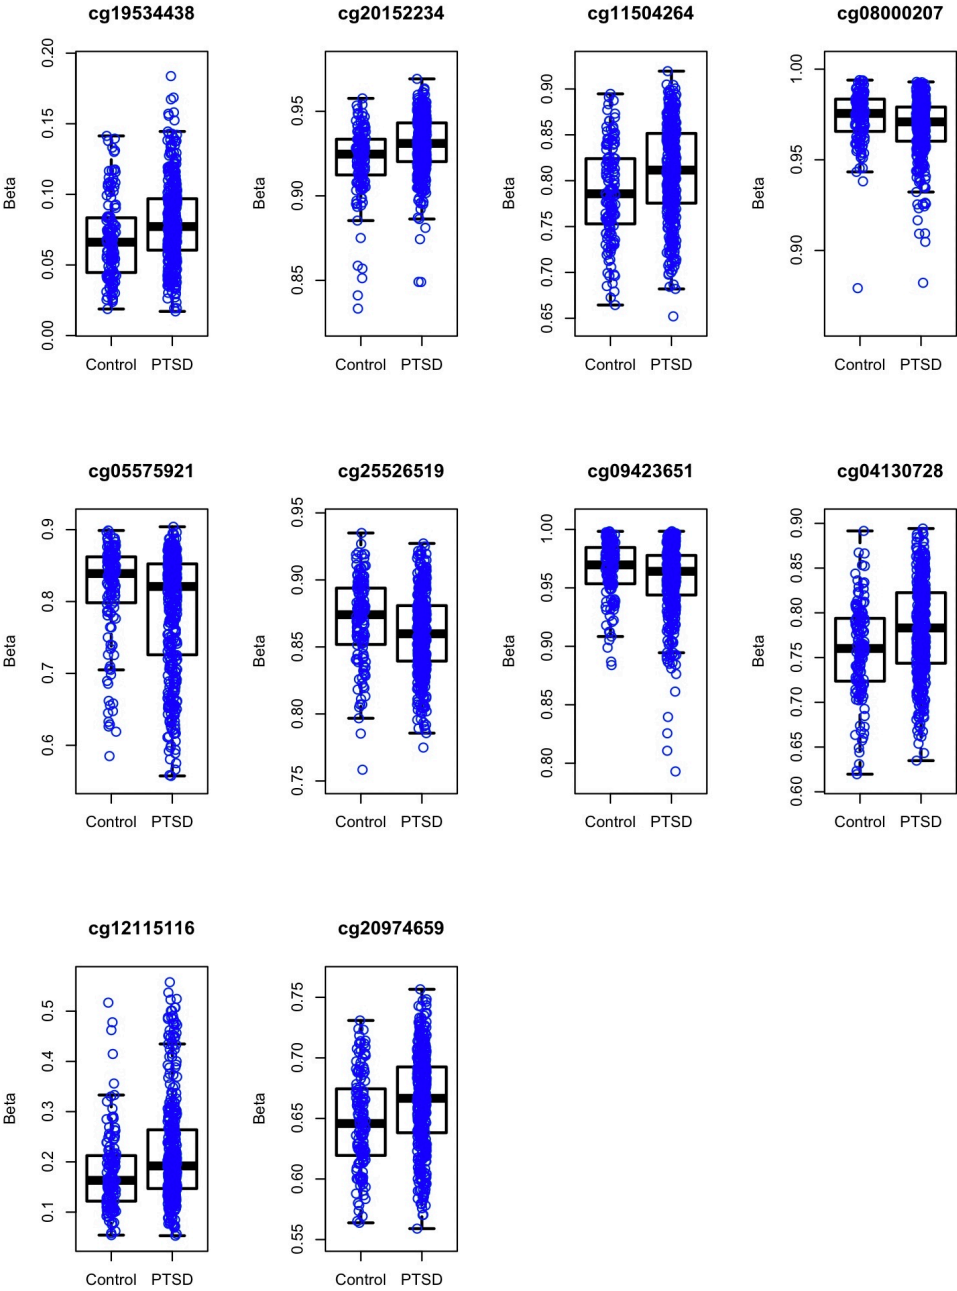 cg19534438
cg20152234
cg11504264
cg08000207
Beta
0.00 0.05 0.10 0.15 0.20
Control PTSD
Beta
0.85 0.90 0.95
Control PTSD
Beta
0.65 0.70 0.75 0.80 0.85 0.90
Control PTSD
Beta
0.90 0.95 1.00
Control PTSD
cg05575921
cg25526519
cg09423651
cg04130728
Beta
0.6 0.7 0.8 0.9
Control PTSD
Beta
0.75 0.80 0.85 0.90 0.95
Control PTSD
Beta
0.80 0.85 0.90 0.95 1.00
Control PTSD
Beta
0.60 0.65 0.70 0.75 0.80 0.85 0.90
Control PTSD
cg12115116
cg20974659
Beta
0.1 0.2 0.3 0.4 0.5
Control PTSD
Beta
0.55 0.60 0.65 0.70 0.75
Control PTSD